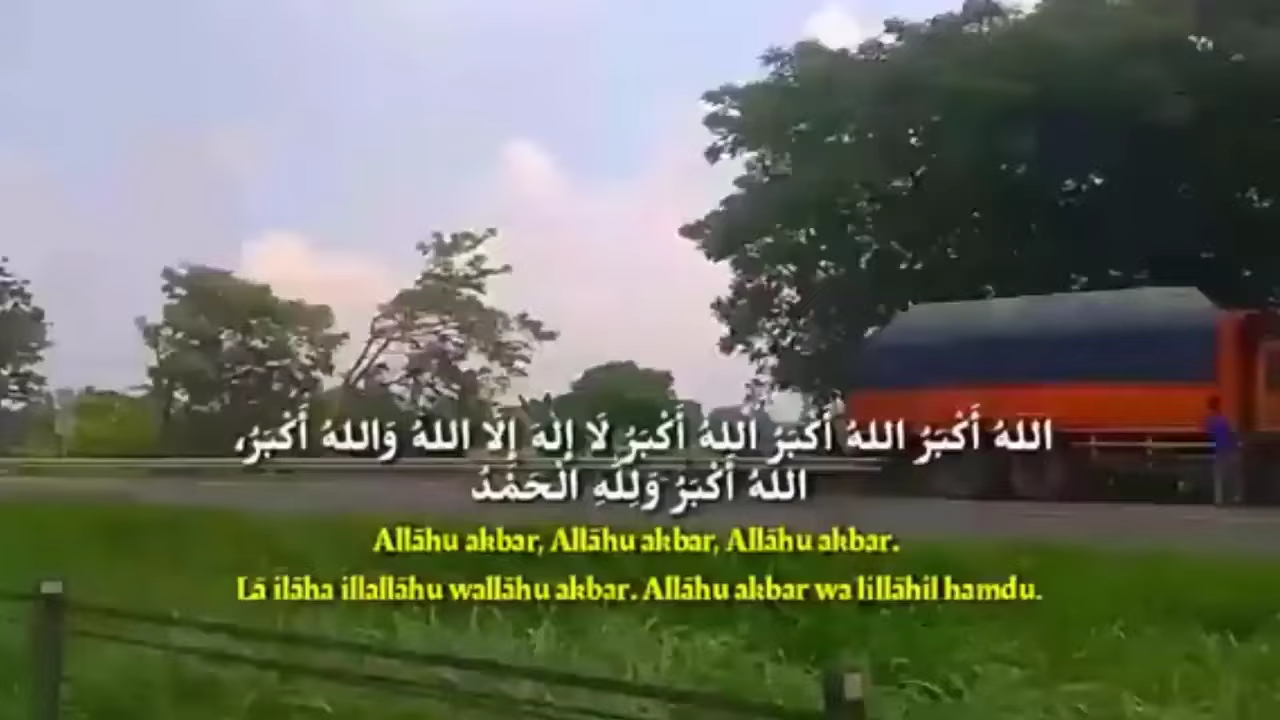 اللهُ أَكْبَرُ اللهُ أَكْبَرُ اللهُ أَكْبَرُ لَا إِلٰهَ إِلَّا اللهُ وَاللهُ أَكْبَرُ،
اللهُ أَكْبَرُ وَلِلّٰهِ الْحَمْدُ
Allāhu akbar, Allāhu akbar, Allāhu akbar.
Lā ilāha illallāhu wallāhu akbar. Allāhu akbar wa lillāhil hamdu.